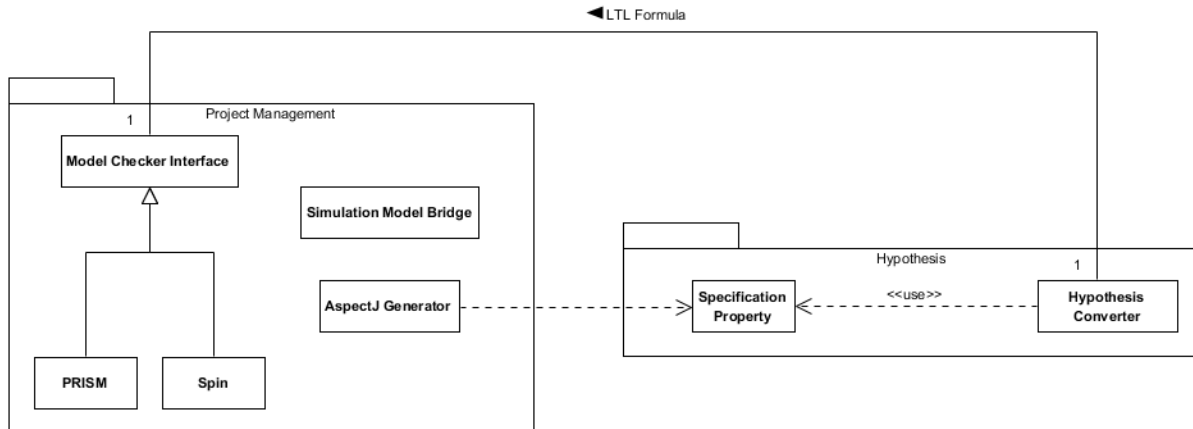 ◄ LTL Formula
Project Management
1
Model Checker Interface
Simulation Model Bridge
Hypothesis
1
AspectJ Generator
Specification
Property
<<use>>
Hypothesis
Converter
PRISM
Spin